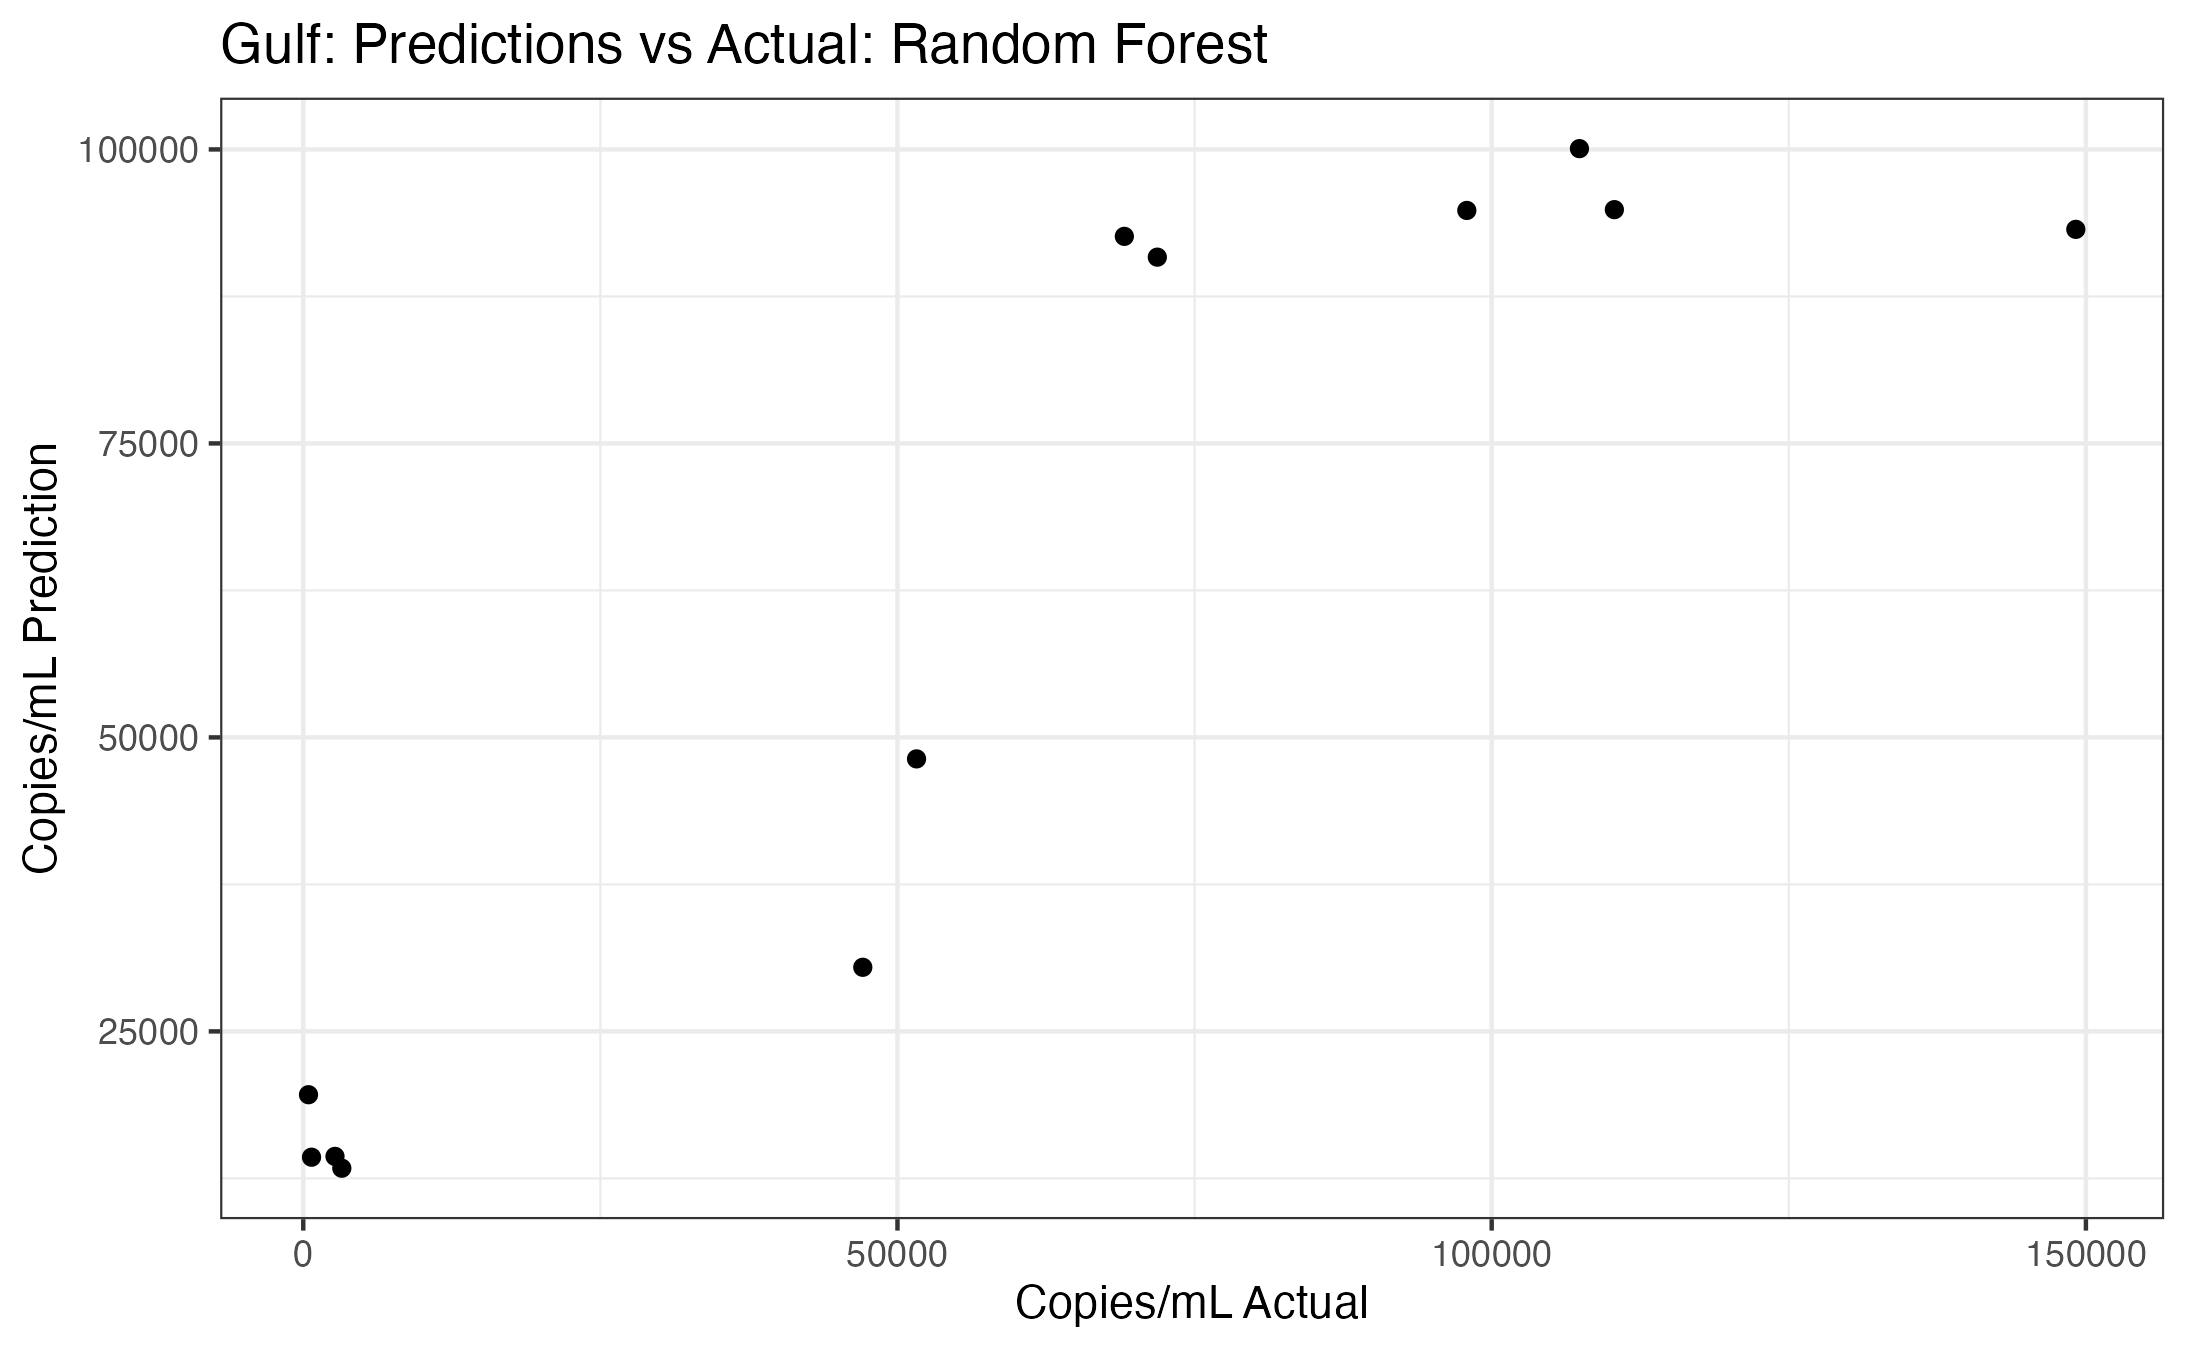 Gulf: Predictions vs Actual: Random Forest
Copies/mL Prediction
100000
75000
50000
25000
0 50000 100000 150000
Copies/mL Actual